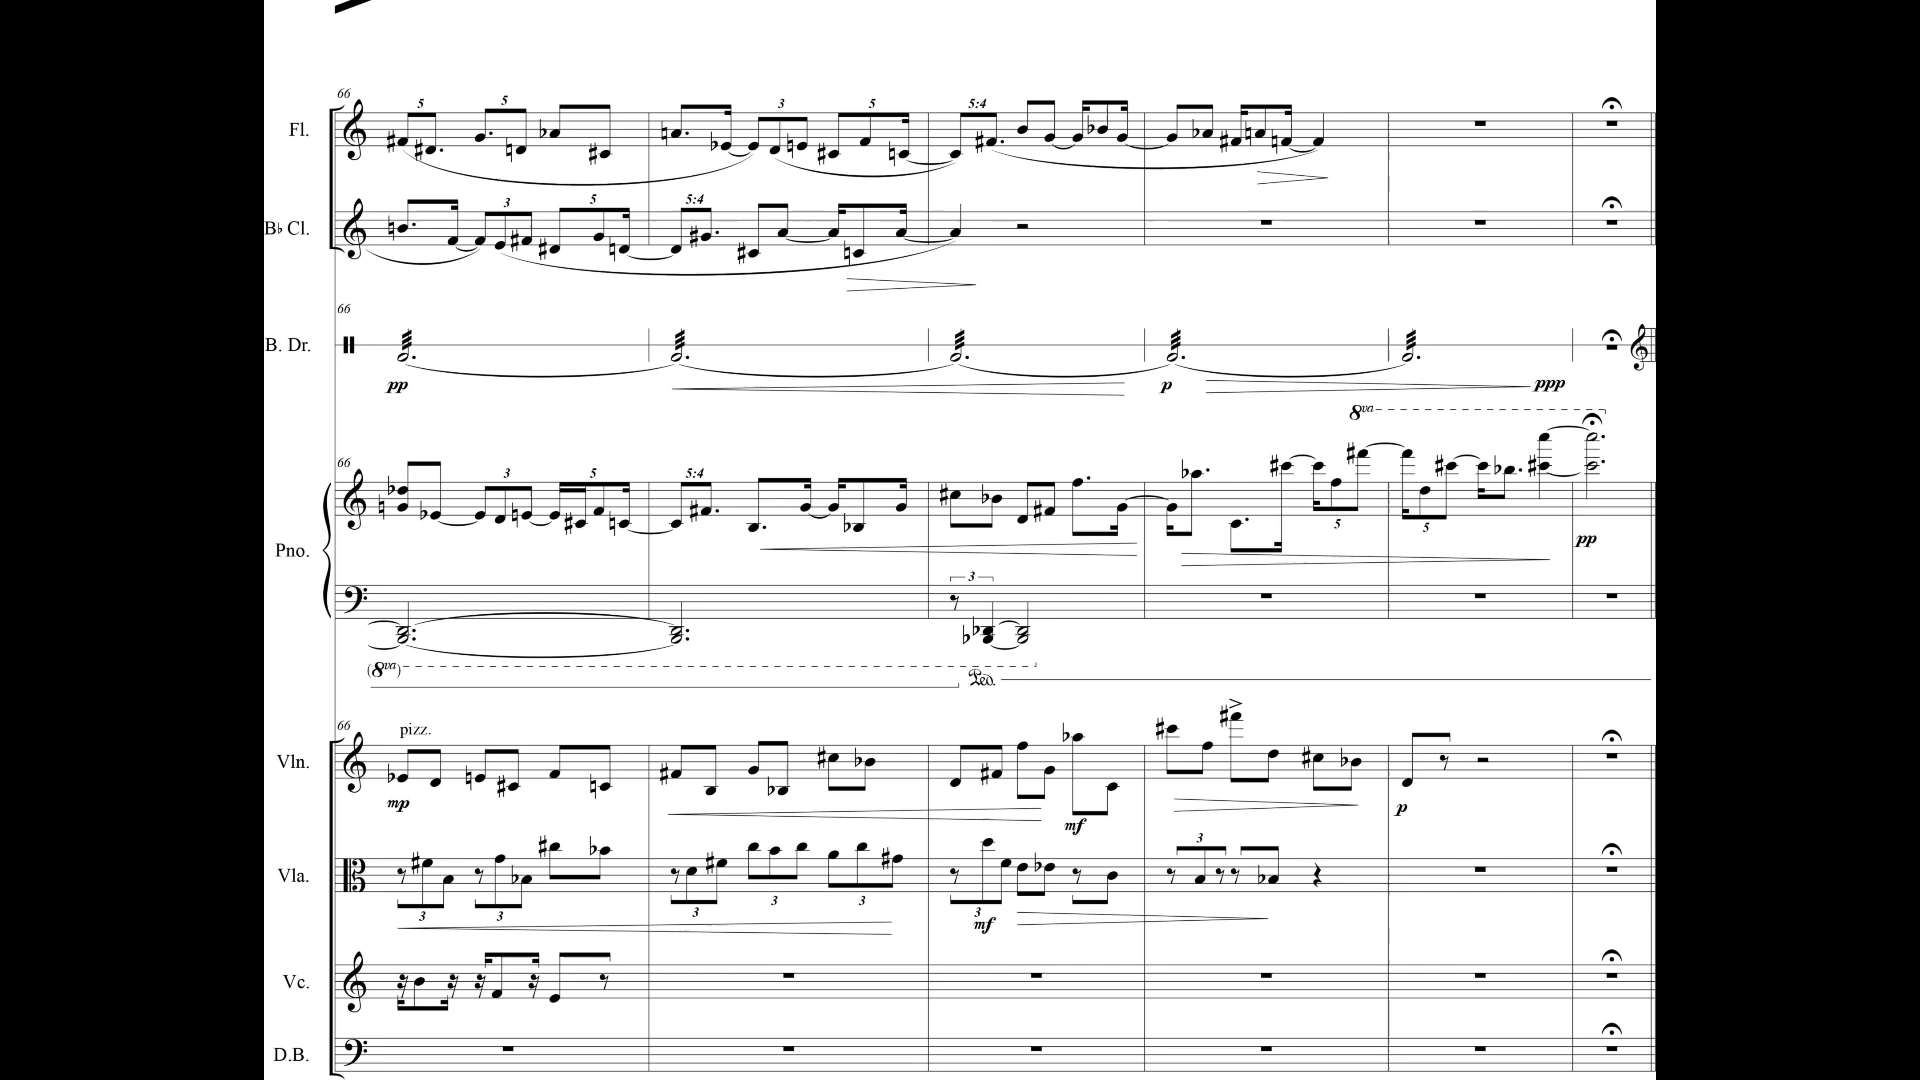 66
5 5 3 5 5:4
Fl.
3 5 5:4
B♭ Cl.
66
B. Dr.
pp p ppp
8va
66
3 5 5:4
5 5
pp
Pno.
3
(8va)
Ped.
66 pizz.
Vln.
mp mf p
3
Vla.
3 3 3 3 3 3
mf
Vc.
D.B.